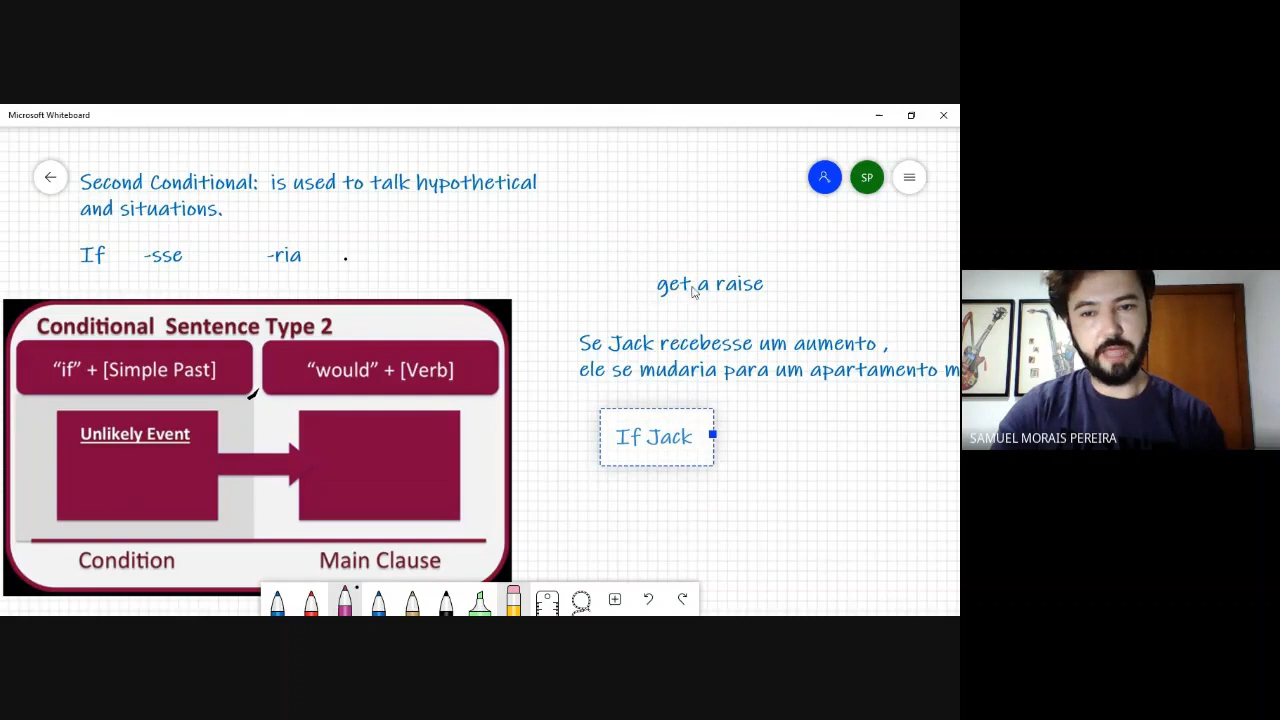 Microsoft Whiteboard
Second Conditional: is used to talk hypothetical
and situations.
SP
If -sse -ria .
get a raise
Conditional Sentence Type 2
Se Jack recebesse um aumento ,
"if" + [Simple Past]
"would" + [Verb]
ele se mudaria para um apartamento m
Unlikely Event
If Jack
SAMUEL MORAIS PEREIRA
Condition
Main Clause